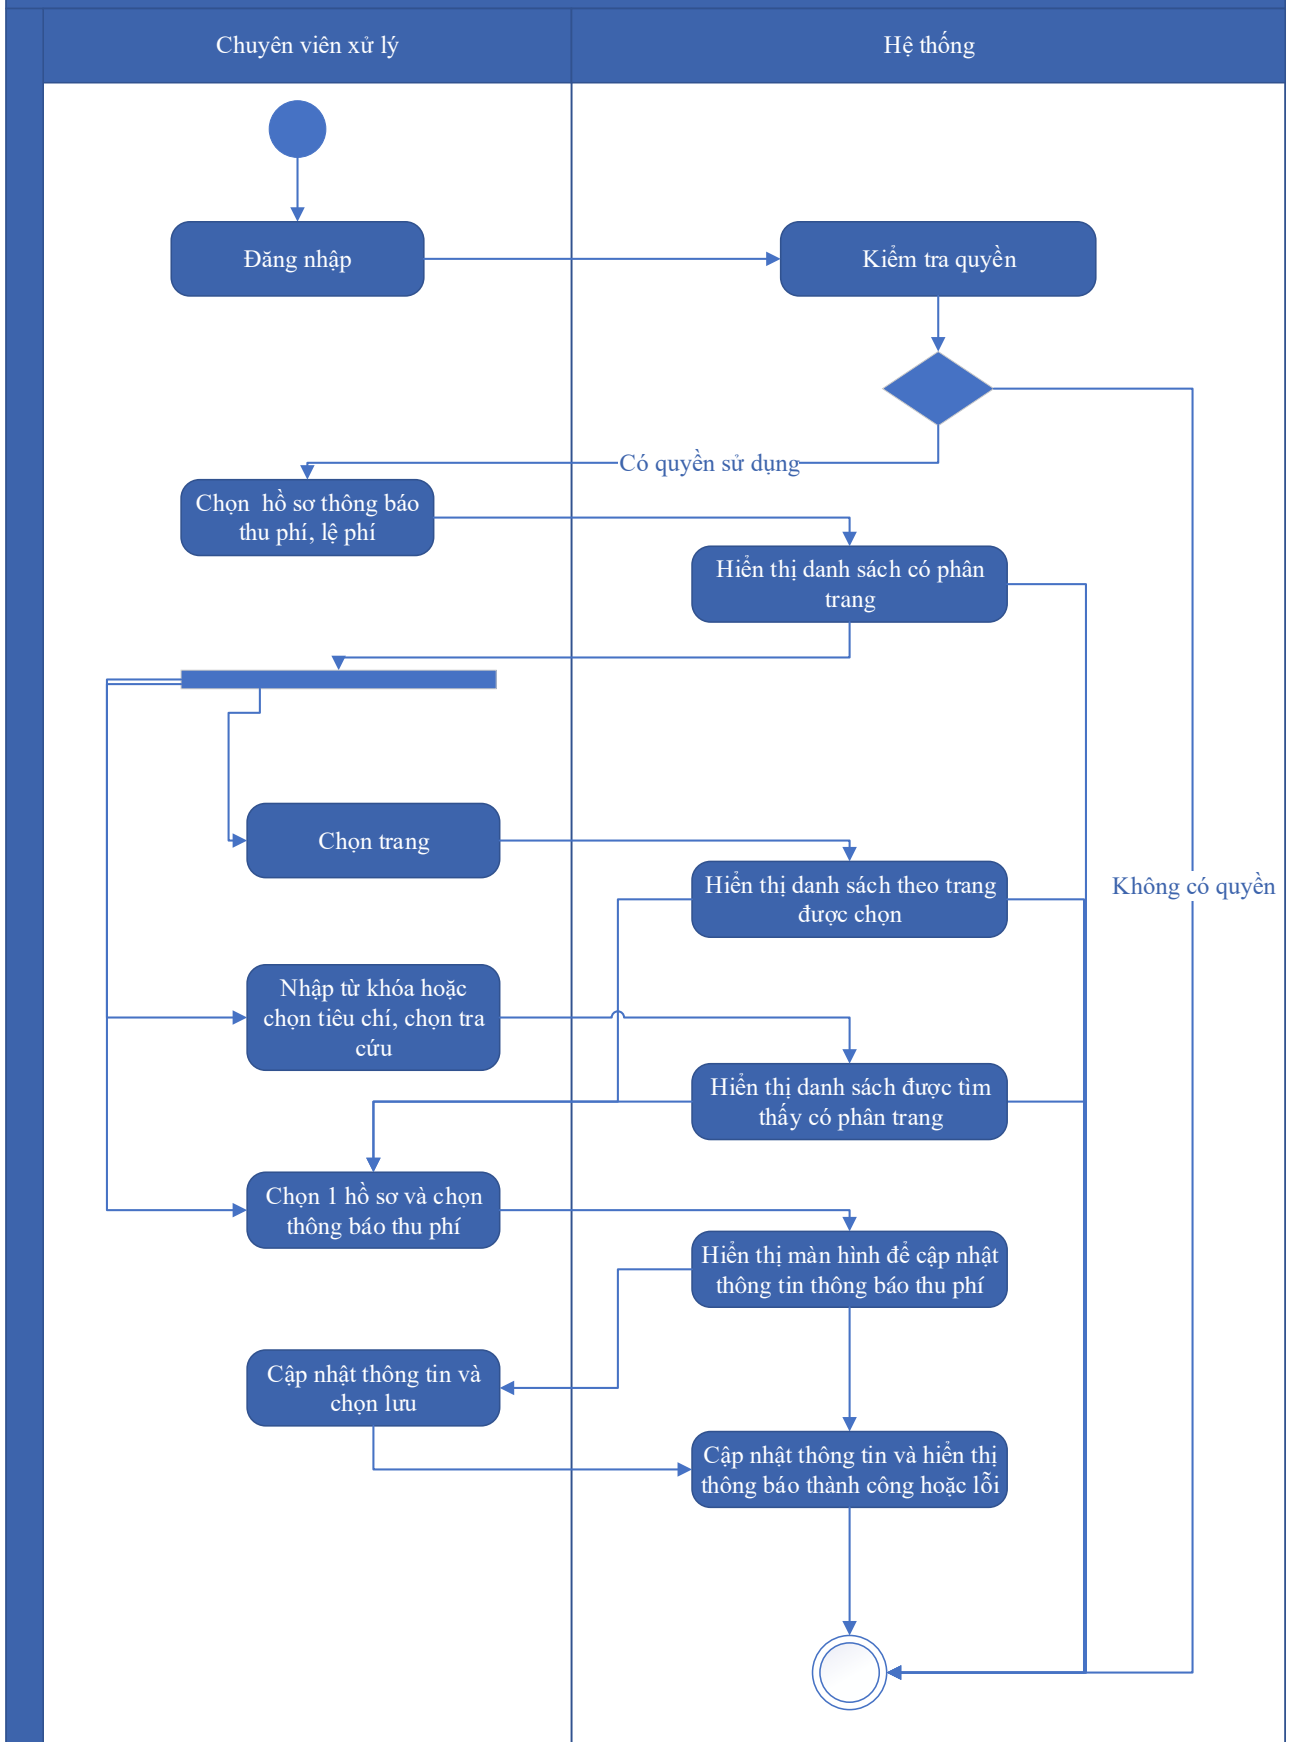 Chuyên viên xử lý
Hệ thống
Đăng nhập
Kiểm tra quyền
Có quyền sử dụng
Chọn hồ sơ thông báo
thu phí, lệ phí
Hiển thị danh sách có phân
trang
Chọn trang
Hiển thị danh sách theo trang
được chọn
Không có quyền
Nhập từ khóa hoặc
chọn tiêu chí, chọn tra
cứu
Hiển thị danh sách được tìm
thấy có phân trang
Chọn 1 hồ sơ và chọn
thông báo thu phí
Hiển thị màn hình để cập nhật
thông tin thông báo thu phí
Cập nhật thông tin và
chọn lưu
Cập nhật thông tin và hiển thị
thông báo thành công hoặc lỗi